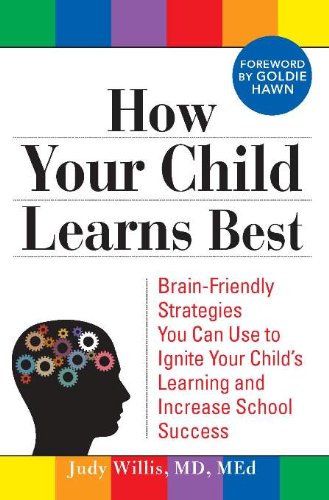 FOREWORD
BY GOLDIE
HAWN
How
Your Child
Learns Best
Brain-Friendly
Strategies
You Can Use to
Ignite Your Child's
Learning and
Increase School
Success
Judy Willis, MD, MEd